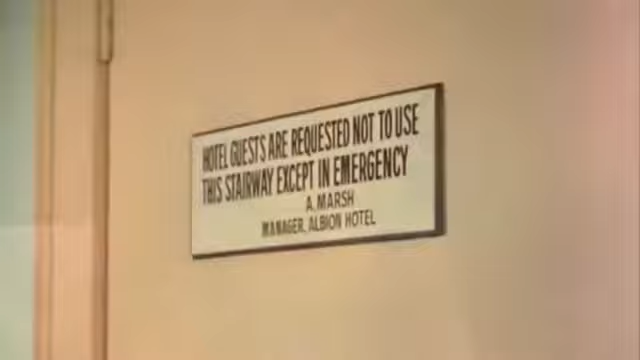 HOTEL GUESTS ARE REQUESTED NOT TO USE
THIS STAIRWAY EXCEPT IN EMERGENCY
A. MARSH
MANAGER, ALBION HOTEL